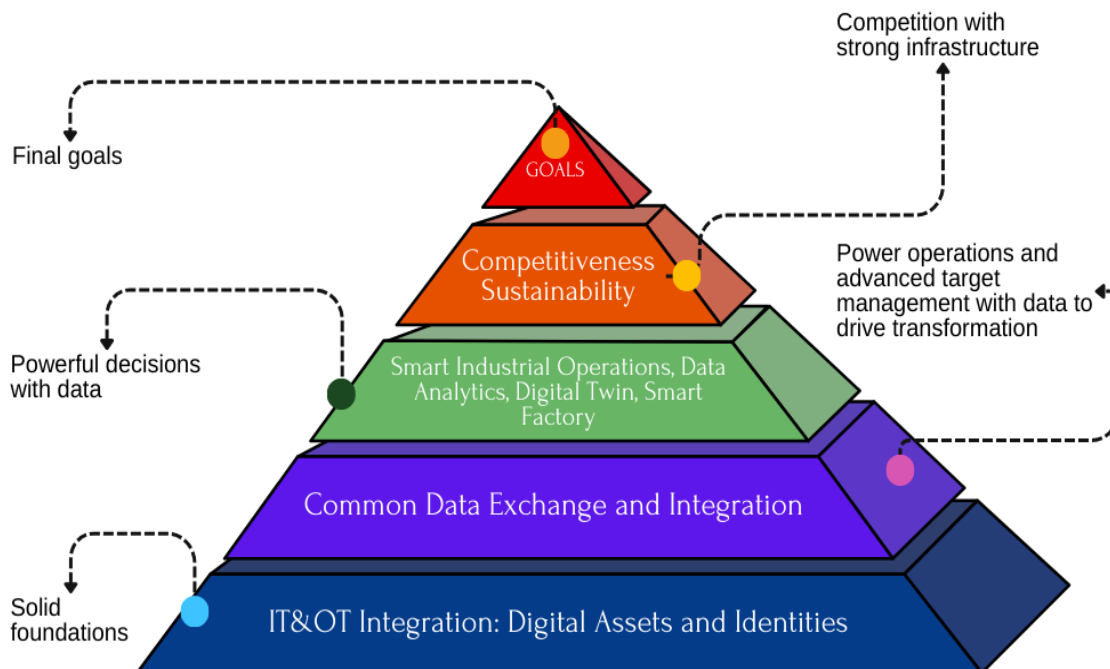 Competition with
strong infrastructure
Final goals
GOALS
Competitiveness
Sustainability
Power operations and
advanced target
management with data to
drive transformation
Powerful decisions
with data
Smart Industrial Operations, Data
Analytics, Digital Twin, Smart
Factory
Common Data Exchange and Integration
Solid
foundations
IT&OT Integration: Digital Assets and Identities